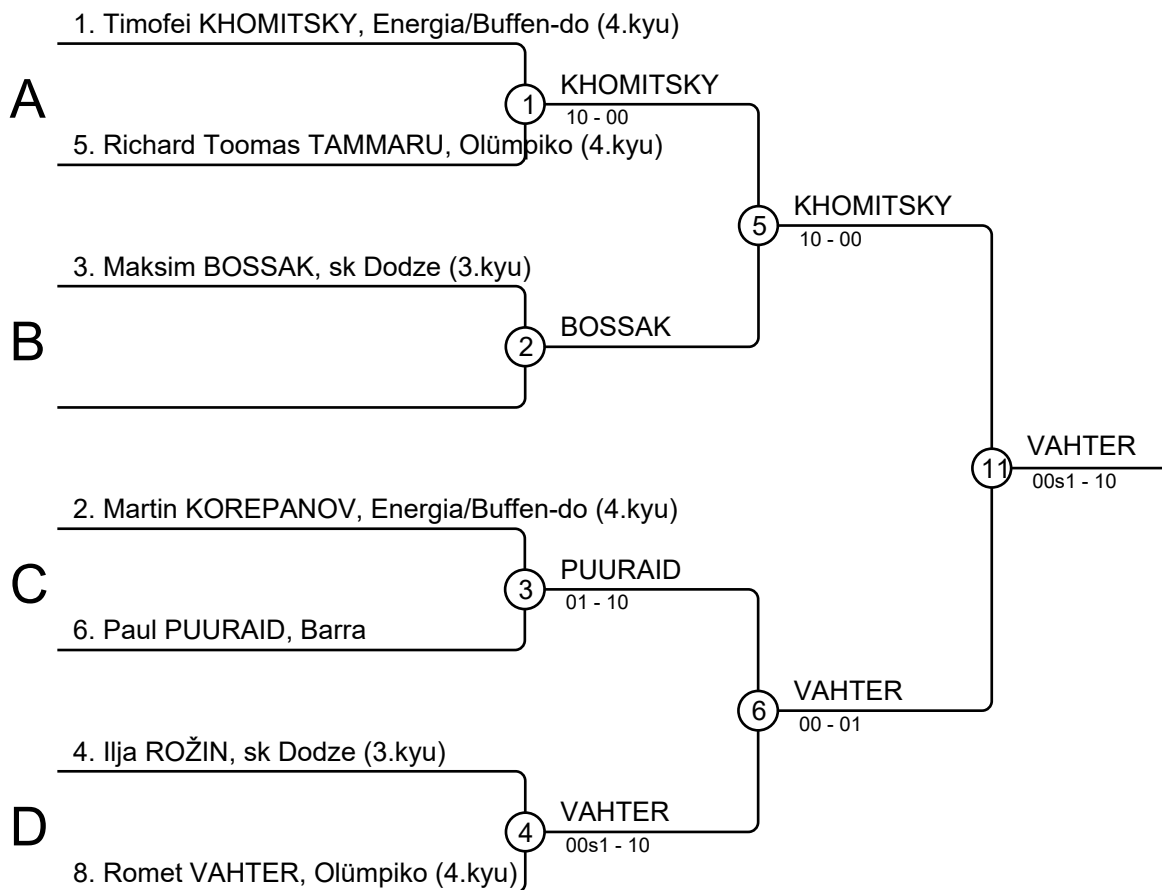 1. Timofei KHOMITSKY, Energia/Buffen-do (4.kyu)
A
1
KHOMITSKY
10 - 00
5. Richard Toomas TAMMARU, Olümpiko (4.kyu)
5
KHOMITSKY
10 - 00
3. Maksim BOSSAK, sk Dodze (3.kyu)
B
2
BOSSAK
11
VAHTER
00s1 - 10
2. Martin KOREPANOV, Energia/Buffen-do (4.kyu)
C
3
PUURAID
01 - 10
6. Paul PUURAID, Barra
6
VAHTER
00 - 01
4. Ilja ROŽIN, sk Dodze (3.kyu)
D
4
VAHTER
00s1 - 10
8. Romet VAHTER, Olümpiko (4.kyu)